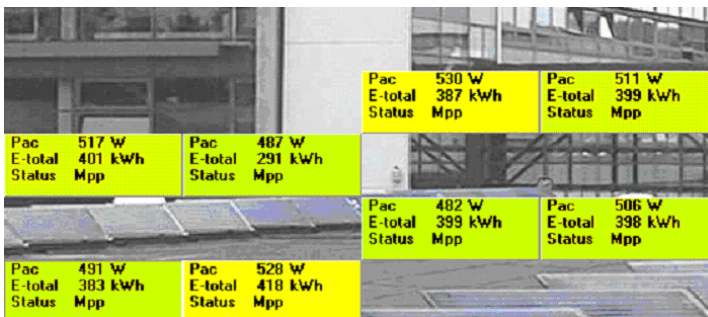 Pac 530 W
E-total 387 kWh
Status Mpp
Pac 511 W
E-total 399 kWh
Status Mpp
Pac 517 W
E-total 401 kWh
Status Mpp
Pac 487 W
E-total 291 kWh
Status Mpp
Pac 482 W
E-total 399 kWh
Status Mpp
Pac 506 W
E-total 398 kWh
Status Mpp
Pac 491 W
E-total 383 kWh
Status Mpp
Pac 528 W
E-total 418 kWh
Status Mpp